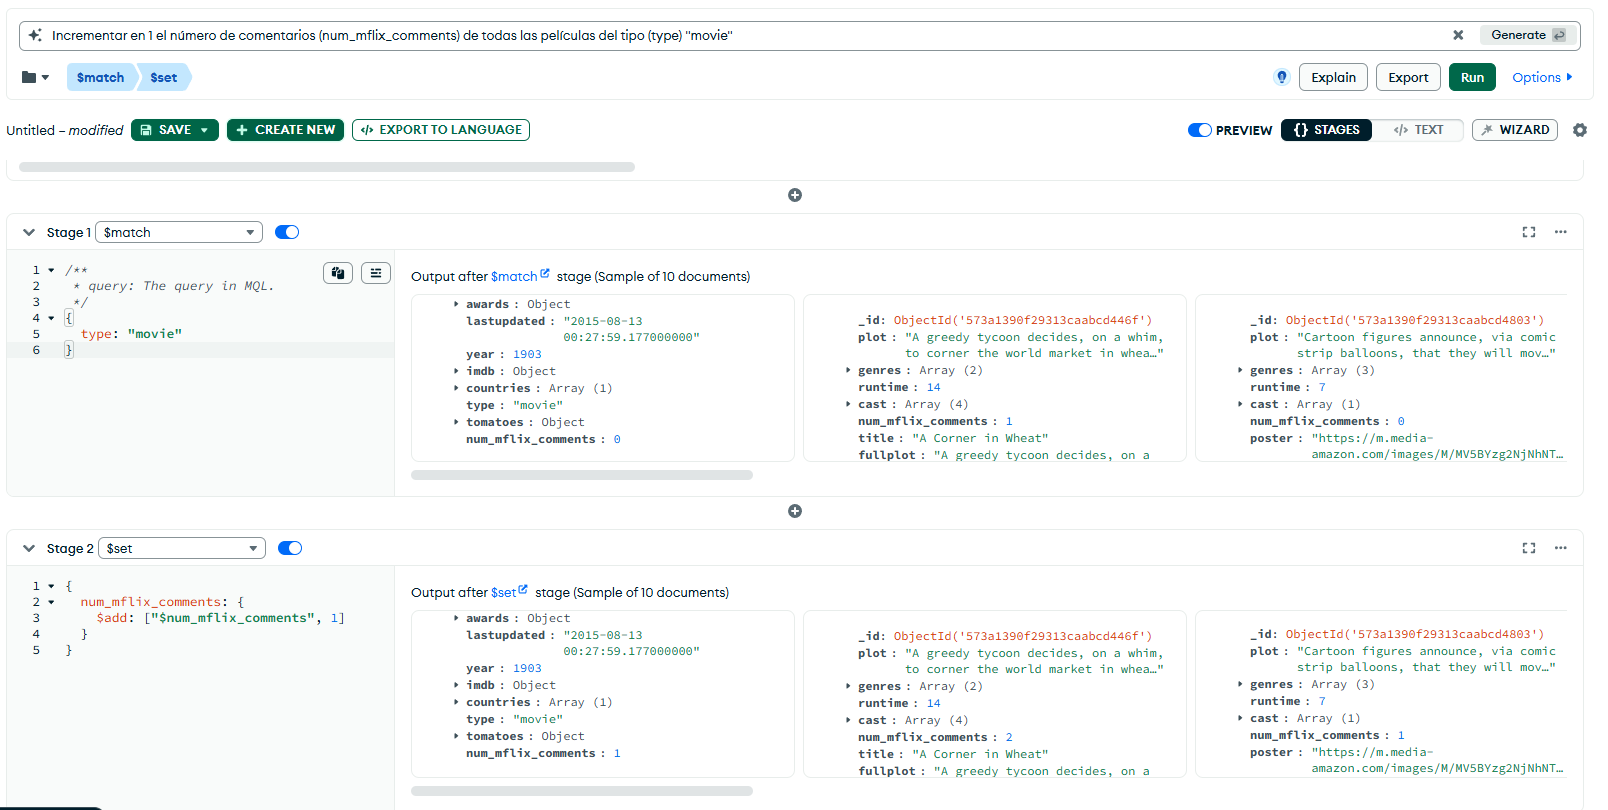 Incrementar en 1 el número de comentarios (num_mflix_comments) de todas las películas del tipo (type) "movie"
Generate
$match $set
Explain Export Run Options
Untitled – modified SAVE CREATE NEW EXPORT TO LANGUAGE
PREVIEW STAGES TEXT WIZARD
Stage 1 $match
1 /**
2 * query: The query in MQL.
3 */
4 {
5 type: "movie"
6 }
Output after $match stage (Sample of 10 documents)
awards : Object
lastupdated : "2015-08-13
00:27:59.177000000"
year : 1903
imdb : Object
countries : Array (1)
type : "movie"
tomatoes : Object
num_mflix_comments : 0
_id: ObjectId('573a1390f29313caabcd446f')
plot : "A greedy tycoon decides, on a whim,
to corner the world market in whea…"
genres : Array (2)
runtime : 14
cast : Array (4)
num_mflix_comments : 1
title : "A Corner in Wheat"
fullplot : "A greedy tycoon decides, on a
_id: ObjectId('573a1390f29313caabcd4803')
plot : "Cartoon figures announce, via comic
strip balloons, that they will mov…"
genres : Array (3)
runtime : 7
cast : Array (1)
num_mflix_comments : 0
poster : "https://m.media-
amazon.com/images/M/MV5BYzg2NjNhNT…
Stage 2 $set
1 {
2 num_mflix_comments: {
3 $add: ["$num_mflix_comments", 1]
4 }
5 }
Output after $set stage (Sample of 10 documents)
awards : Object
lastupdated : "2015-08-13
00:27:59.177000000"
year : 1903
imdb : Object
countries : Array (1)
type : "movie"
tomatoes : Object
num_mflix_comments : 1
_id: ObjectId('573a1390f29313caabcd446f')
plot : "A greedy tycoon decides, on a whim,
to corner the world market in whea…"
genres : Array (2)
runtime : 14
cast : Array (4)
num_mflix_comments : 2
title : "A Corner in Wheat"
fullplot : "A greedy tycoon decides, on a
_id: ObjectId('573a1390f29313caabcd4803')
plot : "Cartoon figures announce, via comic
strip balloons, that they will mov…"
genres : Array (3)
runtime : 7
cast : Array (1)
num_mflix_comments : 1
poster : "https://m.media-
amazon.com/images/M/MV5BYzg2NjNhNT…